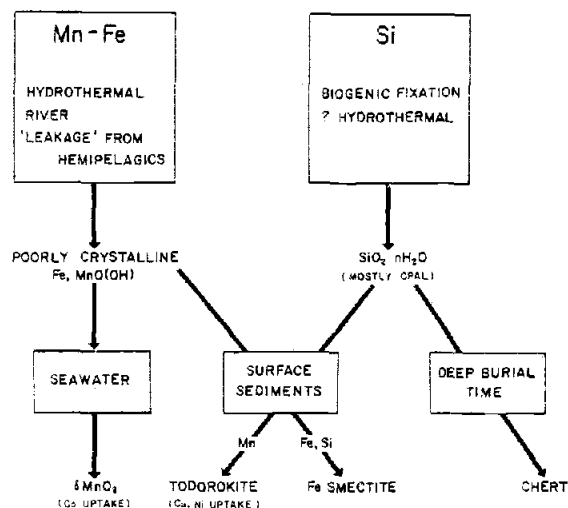 Mn-Fe
HYDROTHERMAL
RIVER
'LEAKAGE' FROM
HEMIPELAGICS
Si
BIOGENIC FIXATION
? HYDROTHERMAL
POORLY CRYSTALLINE
Fe, MnO(OH)
SiO2 nH2O
(MOSTLY OPAL)
SEAWATER
SURFACE
SEDIMENTS
DEEP BURIAL
TIME
Mn
Fe, Si
δMnO2
(Co UPTAKE)
TODOROKITE
(Cu, Ni UPTAKE)
Fe SMECTITE
CHERT